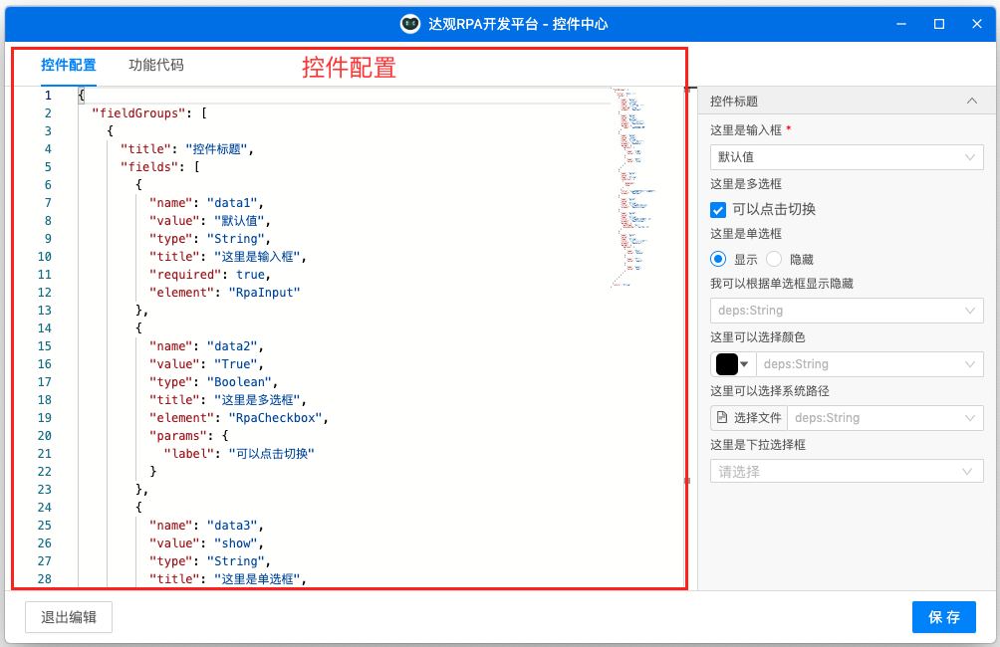 达观RPA开发平台 - 控件中心
控件配置 功能代码
控件配置
1 {
2 "fieldGroups": [
3 {
4 "title": "控件标题",
5 "fields": [
6 {
7 "name": "data1",
8 "value": "默认值",
9 "type": "String",
10 "title": "这里是输入框",
11 "required": true,
12 "element": "RpaInput"
13 },
14 {
15 "name": "data2",
16 "value": "True",
17 "type": "Boolean",
18 "title": "这里是多选框",
19 "element": "RpaCheckbox",
20 "params": {
21 "label": "可以点击切换"
22 }
23 },
24 {
25 "name": "data3",
26 "value": "show",
27 "type": "String",
28 "title": "这里是单选框",
控件标题
这里是输入框 *
默认值
这里是多选框
可以点击切换
这里是单选框
显示 隐藏
我可以根据单选框显示隐藏
deps:String
这里可以选择颜色
deps:String
这里可以选择系统路径
选择文件 deps:String
这里是下拉选择框
请选择
退出编辑 保 存